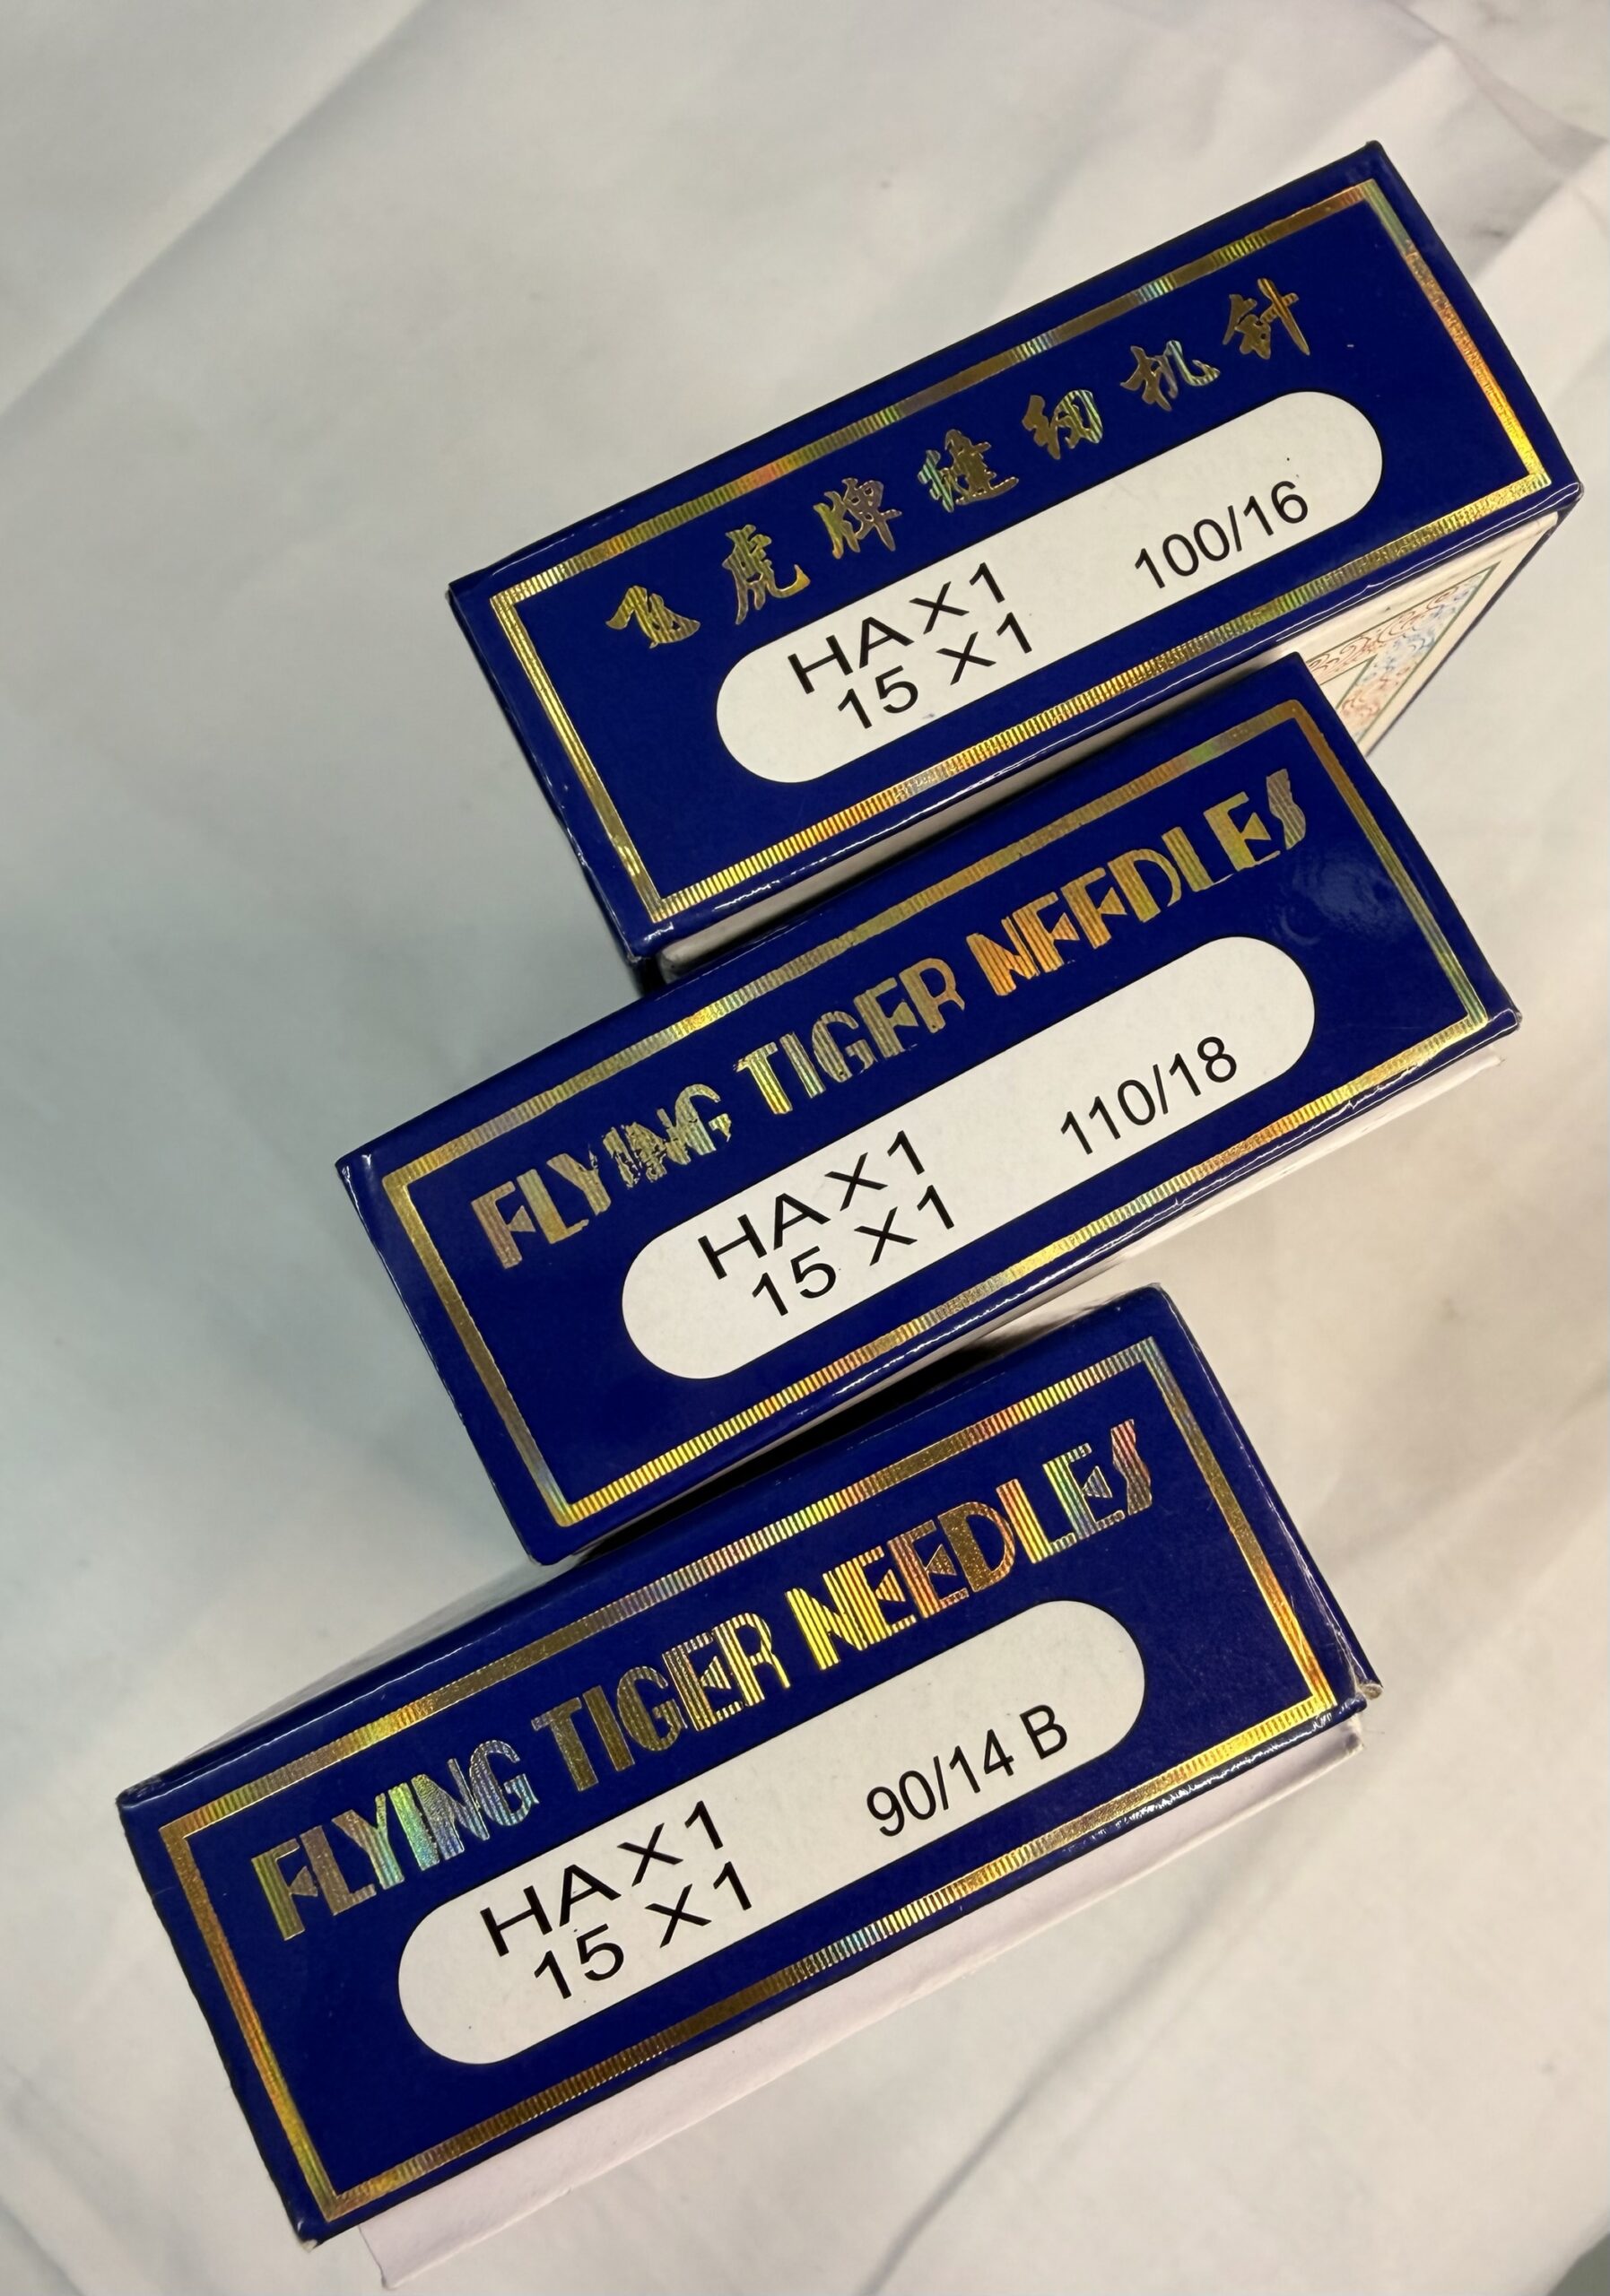 飞虎牌缝纫机针
HA×1 100/16
15×1
FLYING TIGER NEEDLES
HA×1 110/18
15×1
FLYING TIGER NEEDLES
HA×1 90/14 B
15×1